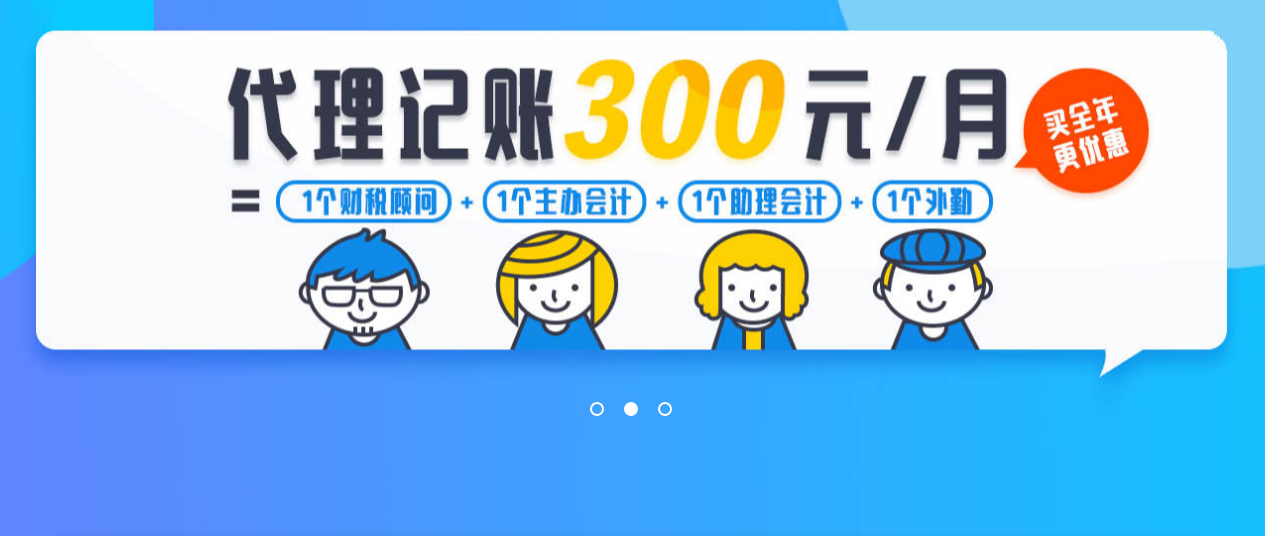 代理记账300元/月
买全年
更优惠
= 1个财税顾问 + 1个主办会计 + 1个助理会计 + 1个外勤